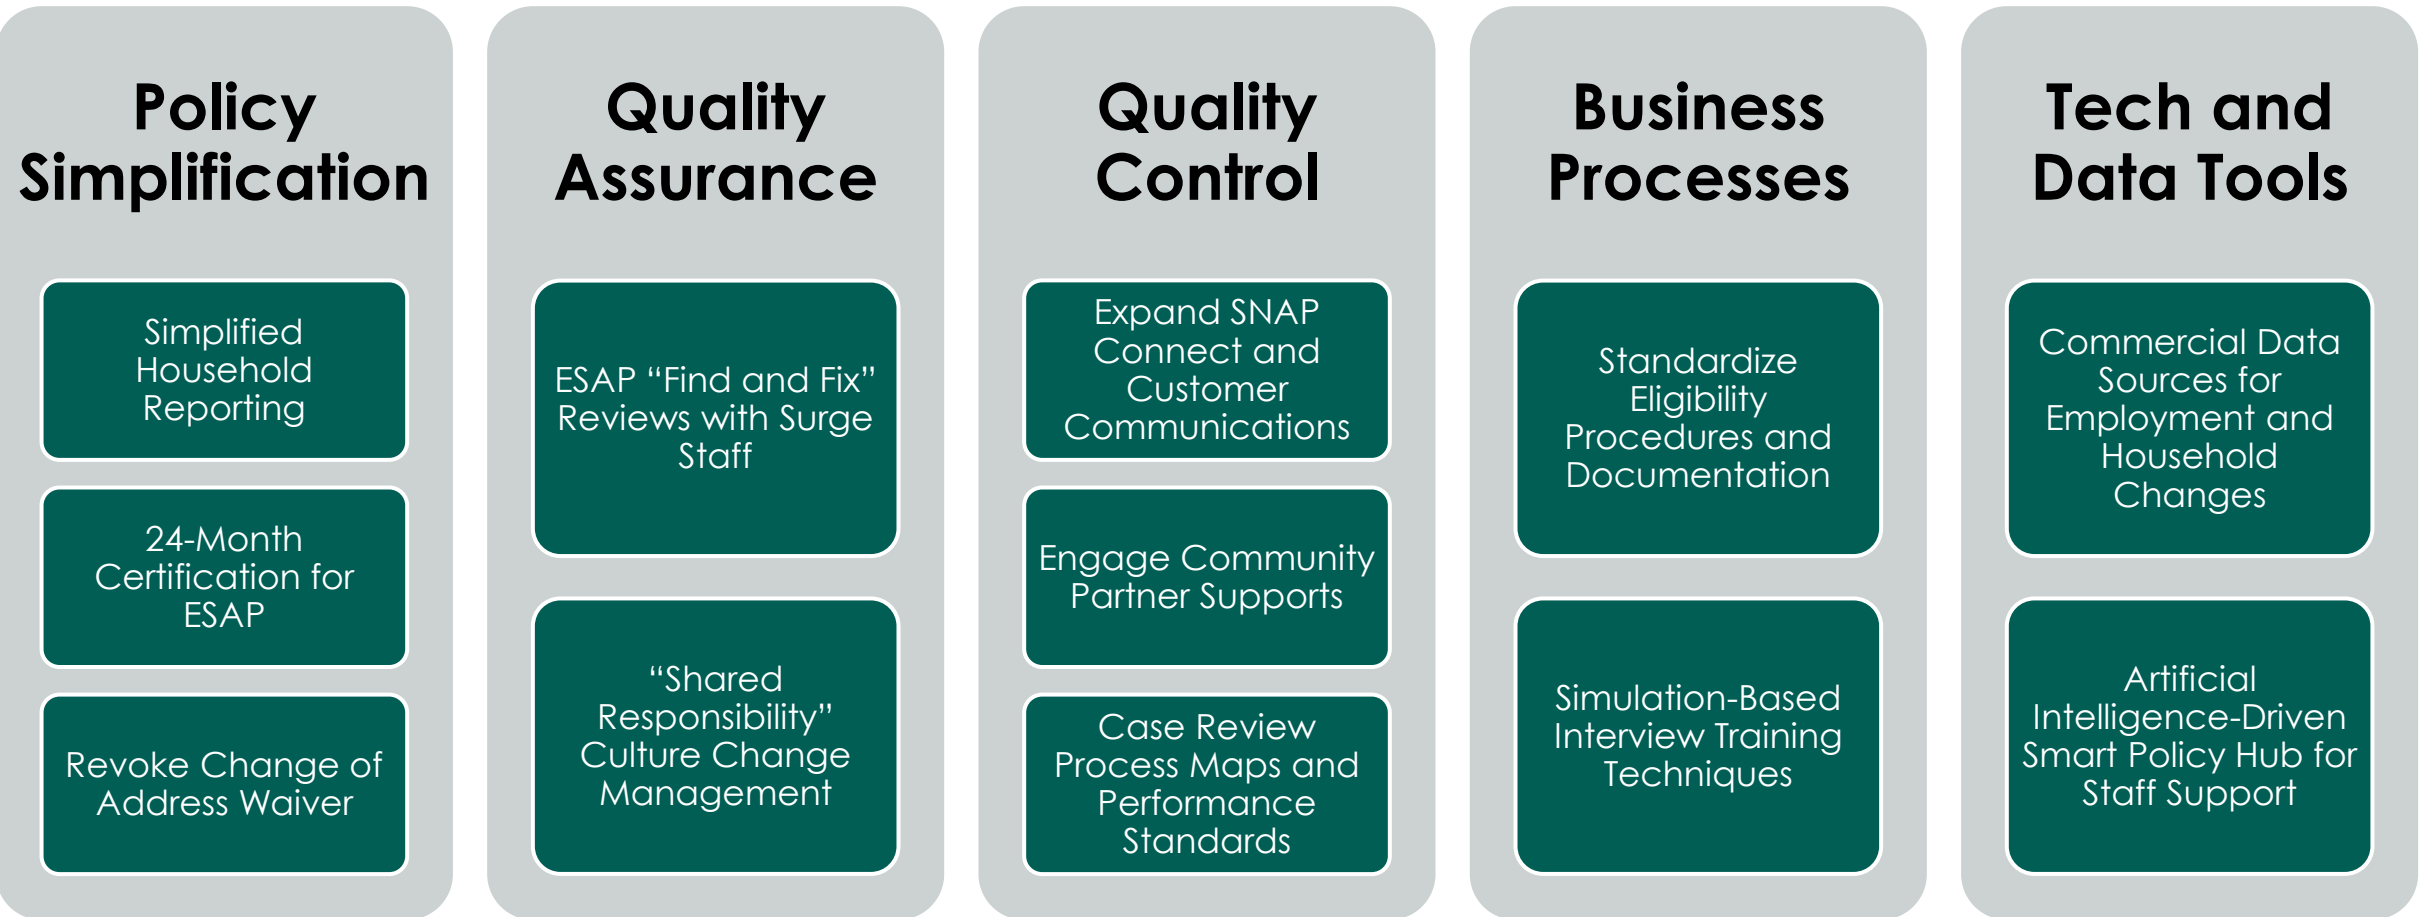 Policy
Simplification
Simplified
Household
Reporting
24-Month
Certification for
ESAP
Revoke Change of
Address Waiver
Quality
Assurance
ESAP “Find and Fix”
Reviews with Surge
Staff
“Shared
Responsibility”
Culture Change
Management
Quality
Control
Expand SNAP
Connect and
Customer
Communications
Engage Community
Partner Supports
Case Review
Process Maps and
Performance
Standards
Business
Processes
Standardize
Eligibility
Procedures and
Documentation
Simulation-Based
Interview Training
Techniques
Tech and
Data Tools
Commercial Data
Sources for
Employment and
Household
Changes
Artificial
Intelligence-Driven
Smart Policy Hub for
Staff Support